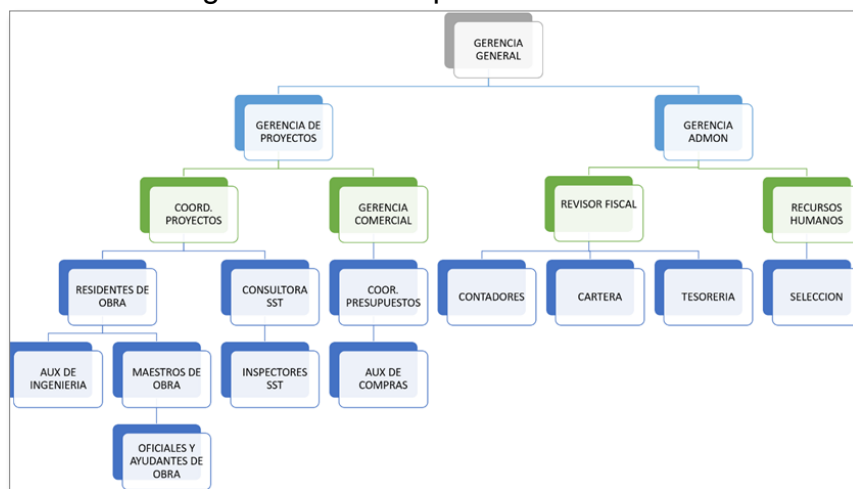 GERENCIA
GENERAL
GERENCIA DE
PROYECTOS
GERENCIA
ADMON
COORD.
PROYECTOS
GERENCIA
COMERCIAL
REVISOR FISCAL
RECURSOS
HUMANOS
RESIDENTES DE
OBRA
CONSULTORA
SST
COOR.
PRESUPUESTOS
CONTADORES
CARTERA
TESORERIA
SELECCION
AUX DE
INGENIERIA
MAESTROS DE
OBRA
INSPECTORES
SST
AUX DE
COMPRAS
OFICIALES Y
AYUDANTES DE
OBRA